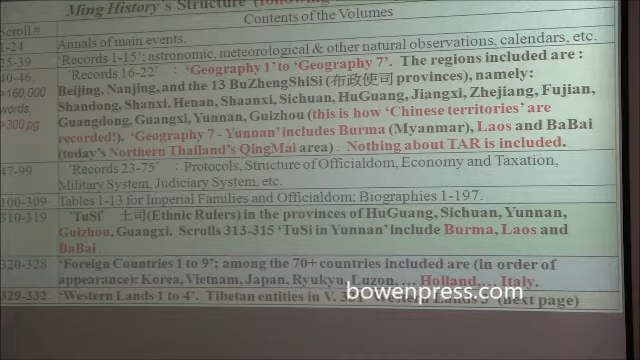 Ming History's Structure (following
Scroll #
Contents of the Volumes
1-24
Annals of main events.
25-39
'Records 1-15': astronomic, meteorological & other natural observations, calendars, etc.
40-46,
>160,000
words,
>300 pg
'Records 16-22' : 'Geography 1' to 'Geography 7'. The regions included are :
Beijing, Nanjing, and the 13 BuZhengShiSi (布政使司 provinces), namely:
Shandong, Shanxi, Henan, Shaanxi, Sichuan, HuGuang, Jiangxi, Zhejiang, Fujian,
Guangdong, Guangxi, Yunnan, Guizhou (this is how 'Chinese territories' are
recorded!). 'Geography 7 - Yunnan' includes Burma (Myanmar), Laos and BaBai
(today's Northern Thailand's QingMai area) . Nothing about TAR is included.
47-99
'Records 23-75' : Protocols, Structure of Officialdom, Economy and Taxation,
Military System, Judiciary System, etc.
100-309
Tables 1-13 for Imperial Families and Officialdom; Biographies 1-197.
310-319
'TuSi' 土司(Ethnic Rulers) in the provinces of HuGuang, Sichuan, Yunnan,
Guizhou, Guangxi. Scrolls 313-315 'TuSi in Yunnan' include Burma, Laos and
BaBai.
320-328
'Foreign Countries 1 to 9'; among the 70+ countries included are (in order of
appearance): Korea, Vietnam, Japan, Ryukyu, Luzon, ... Holland,... Italy.
329-332
'Western Lands 1 to 4'. Tibetan entities in V. (next page)
bowenpress.com